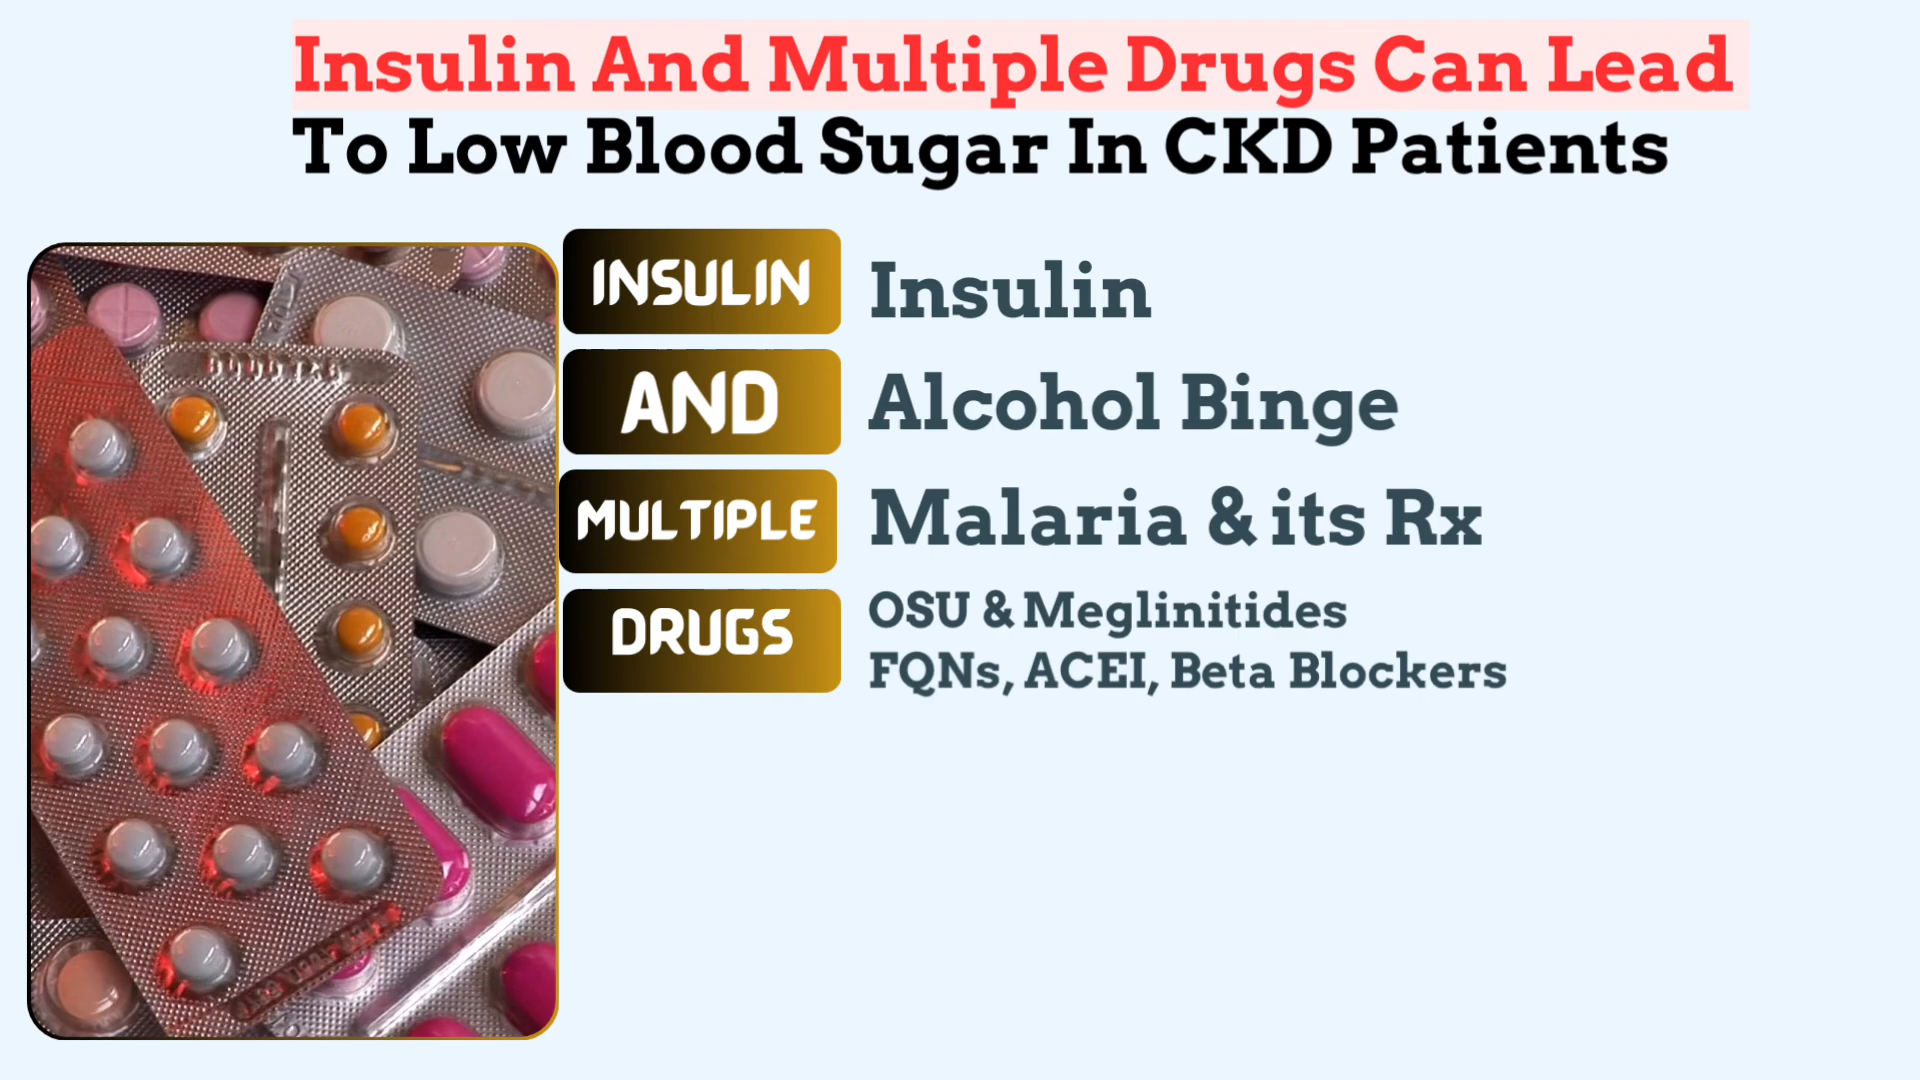 Insulin And Multiple Drugs Can Lead
To Low Blood Sugar In CKD Patients
INSULIN
Insulin
AND
Alcohol Binge
MULTIPLE
Malaria & its Rx
DRUGS
OSU & Meglinitides
FQNs, ACEI, Beta Blockers